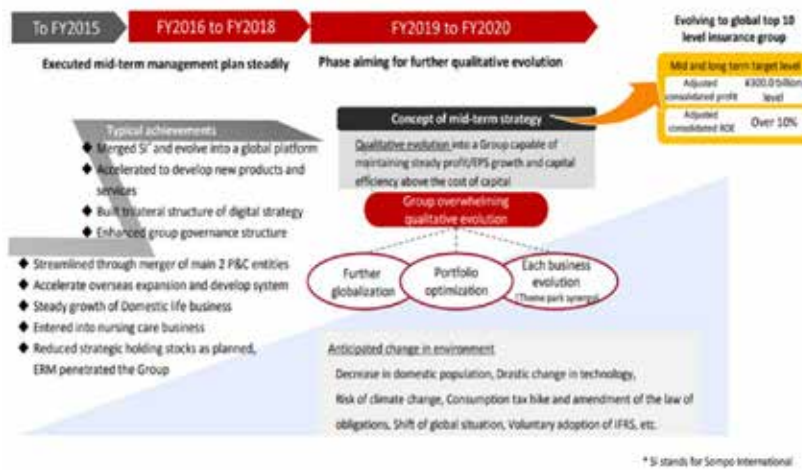 To FY2015
FY2016 to FY2018
FY2019 to FY2020
Evolving to global top 10
level insurance group
Executed mid-term management plan steadily
Phase aiming for further qualitative evolution
Mid and long term target level
Adjusted
consolidated profit
¥300.0 billion
level
Adjusted
consolidated ROE
Over 10%
Typical achievements
◆ Merged SI* and evolve into a global platform
◆ Accelerated to develop new products and
services
◆ Built trilateral structure of digital strategy
◆ Enhanced group governance structure
◆ Streamlined through merger of main 2 P&C entities
◆ Accelerate overseas expansion and develop system
◆ Steady growth of Domestic life business
◆ Entered into nursing care business
◆ Reduced strategic holding stocks as planned,
ERM penetrated the Group
Concept of mid-term strategy
Qualitative evolution into a Group capable of
maintaining steady profit/EPS growth and capital
efficiency above the cost of capital
Group overwhelming
qualitative evolution
Further
globalization
Portfolio
optimization
Each business
evolution
(Theme park synergy)
Anticipated change in environment
Decrease in domestic population, Drastic change in technology,
Risk of climate change, Consumption tax hike and amendment of the law of
obligations, Shift of global situation, Voluntary adoption of IFRS, etc.
* SI stands for Sompo International